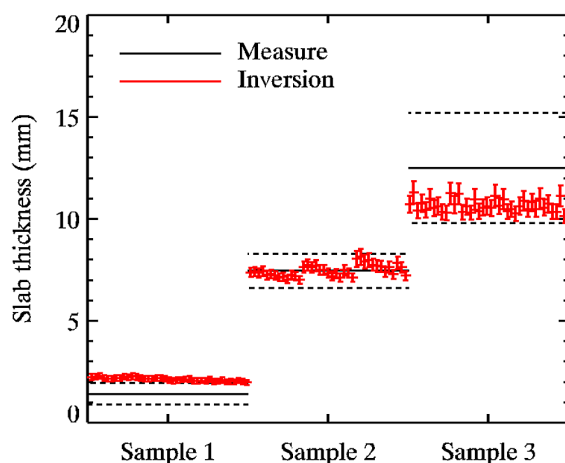 20
Measure
Inversion
15
Slab thickness (mm)
10
5
0
Sample 1
Sample 2
Sample 3